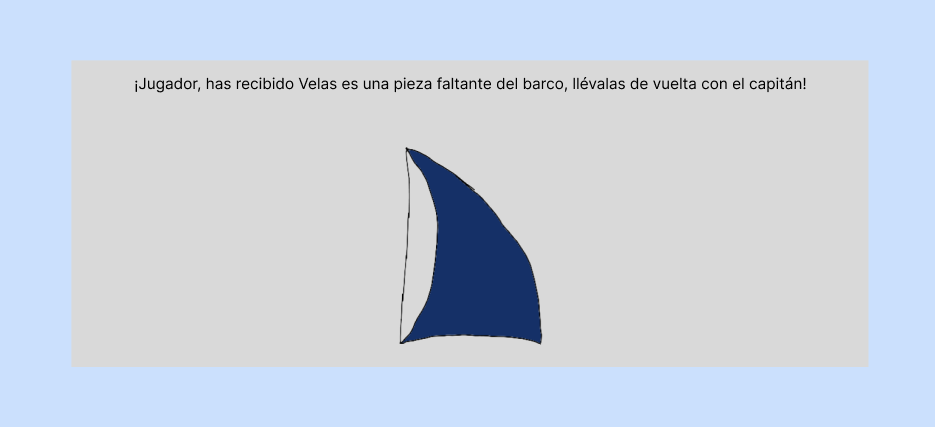 ¡Jugador, has recibido Velas es una pieza faltante del barco, llévalas de vuelta con el capitán!